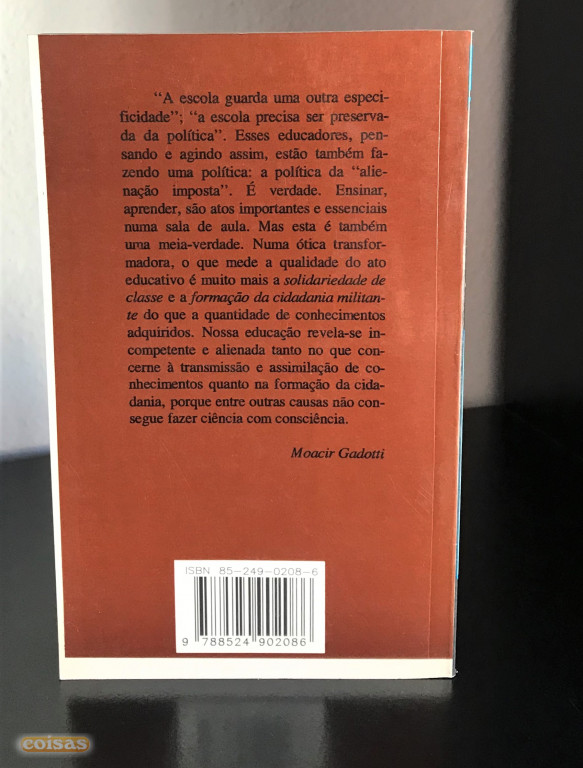 “A escola guarda uma outra especi-
ficidade”; “a escola precisa ser preserva-
da da política”. Esses educadores, pen-
sando e agindo assim, estão também fa-
zendo uma política: a política da “alie-
nação imposta”. É verdade. Ensinar,
aprender, são atos importantes e essenciais
numa sala de aula. Mas esta é também
uma meia-verdade. Numa ótica transfor-
madora, o que mede a qualidade do ato
educativo é muito mais a solidariedade de
classe e a formação da cidadania militan-
te do que a quantidade de conhecimentos
adquiridos. Nossa educação revela-se in-
competente e alienada tanto no que con-
cerne à transmissão e assimilação de co-
nhecimentos quanto na formação da cida-
dania, porque entre outras causas não con-
segue fazer ciência com consciência.
Moacir Gadotti
ISBN 85-249-0208-6
9 788524 902086
coisas